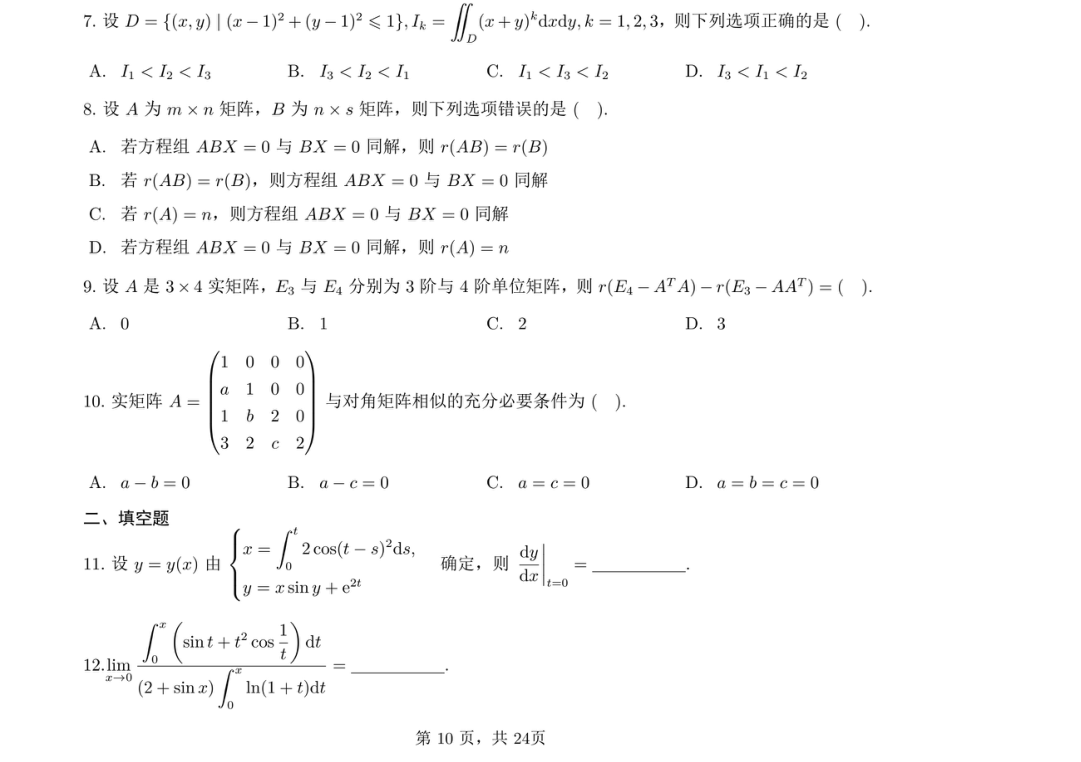 7. 设 D = {(x, y) | (x − 1)² + (y − 1)² ⩽ 1}, Iₖ = ∬_D (x + y)ᵏdxdy, k = 1, 2, 3，则下列选项正确的是 (   ).
A. I₁ < I₂ < I₃   B. I₃ < I₂ < I₁   C. I₁ < I₃ < I₂   D. I₃ < I₁ < I₂
8. 设 A 为 m × n 矩阵，B 为 n × s 矩阵，则下列选项错误的是 (   ).
A. 若方程组 ABX = 0 与 BX = 0 同解，则 r(AB) = r(B)
B. 若 r(AB) = r(B)，则方程组 ABX = 0 与 BX = 0 同解
C. 若 r(A) = n，则方程组 ABX = 0 与 BX = 0 同解
D. 若方程组 ABX = 0 与 BX = 0 同解，则 r(A) = n
9. 设 A 是 3 × 4 实矩阵，E₃ 与 E₄ 分别为 3 阶与 4 阶单位矩阵，则 r(E₄ − AᵀA) − r(E₃ − AAᵀ) = (   ).
A. 0   B. 1   C. 2   D. 3
10. 实矩阵 A = (1 0 0 0; a 1 0 0; 1 b 2 0; 3 2 c 2) 与对角矩阵相似的充分必要条件为 (   ).
A. a − b = 0   B. a − c = 0   C. a = c = 0   D. a = b = c = 0
二、填空题
11. 设 y = y(x) 由 { x = ∫₀ᵗ 2 cos(t − s)²ds, y = x sin y + e²ᵗ 确定，则 dy/dx |ₜ₌₀ = ________.
12. lim_{x→0} ∫₀ˣ (sin t + t² cos 1/t) dt / (2 + sin x) ∫₀ˣ ln(1 + t)dt = ________.
第 10 页，共 24页